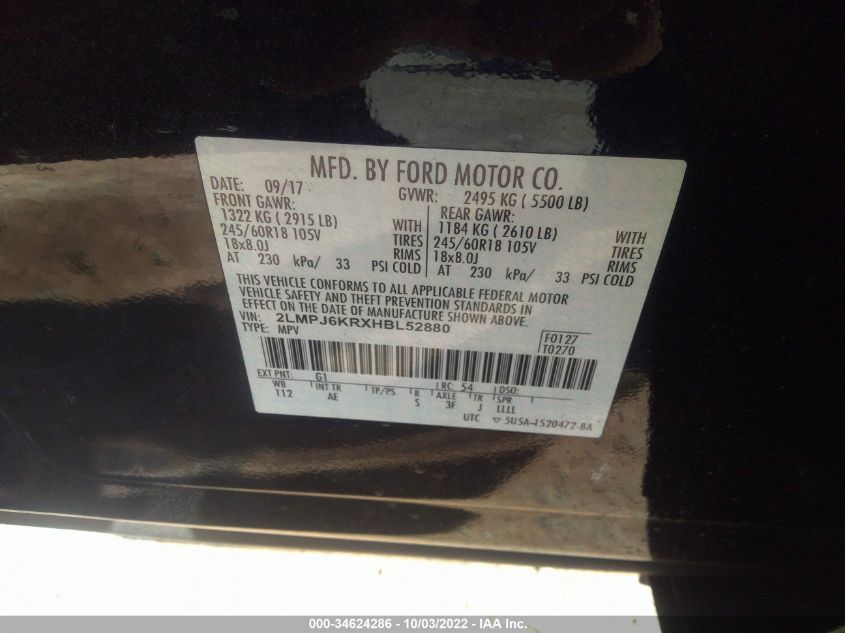 MFD. BY FORD MOTOR CO.
DATE: 09/17 GVWR: 2495 KG ( 5500 LB)
FRONT GAWR: REAR GAWR:
1322 KG ( 2915 LB) WITH 1184 KG ( 2610 LB) WITH
245/60R18 105V TIRES 245/60R18 105V TIRES
18x8.0J RIMS 18x8.0J RIMS
AT 230 kPa/ 33 PSI COLD AT 230 kPa/ 33 PSI COLD
THIS VEHICLE CONFORMS TO ALL APPLICABLE FEDERAL MOTOR
VEHICLE SAFETY AND THEFT PREVENTION STANDARDS IN
EFFECT ON THE DATE OF MANUFACTURE SHOWN ABOVE.
VIN: 2LMPJ6KRXHBL52880
TYPE: MPV
F0127
T0270
EXT PNT: G1 RC: 54 DSO:
WB INT TR TP/PS R AXLE TR SPR
112 AE S 3F J LLLL
UTC ▽ 5U5A-1520472-BA
000-34624286 - 10/03/2022 - IAA Inc.